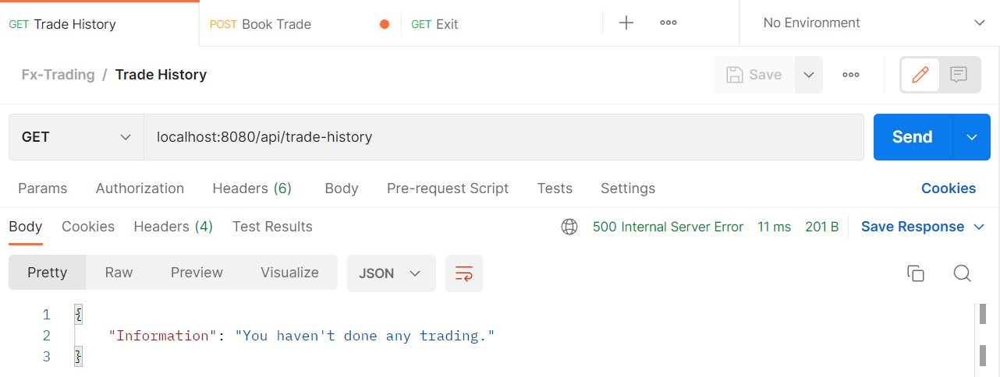 GET Trade History POST Book Trade GET Exit No Environment
Fx-Trading / Trade History Save
GET localhost:8080/api/trade-history Send
Params Authorization Headers (6) Body Pre-request Script Tests Settings Cookies
Body Cookies Headers (4) Test Results 500 Internal Server Error 11 ms 201 B Save Response
Pretty Raw Preview Visualize JSON
1 {
2 "Information": "You haven't done any trading."
3 }